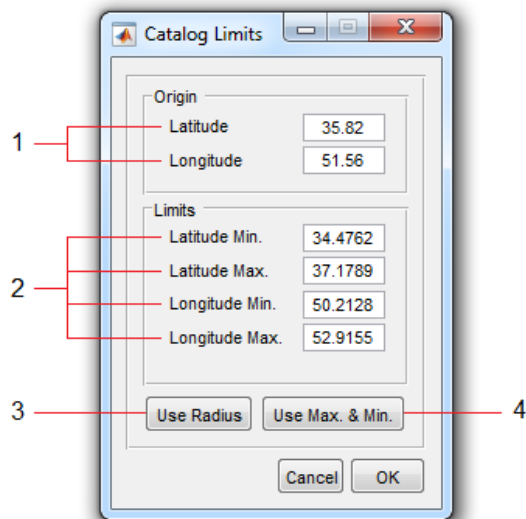 Catalog Limits
Origin
1
Latitude 35.82
Longitude 51.56
Limits
2
Latitude Min. 34.4762
Latitude Max. 37.1789
Longitude Min. 50.2128
Longitude Max. 52.9155
3 Use Radius Use Max. & Min. 4
Cancel OK